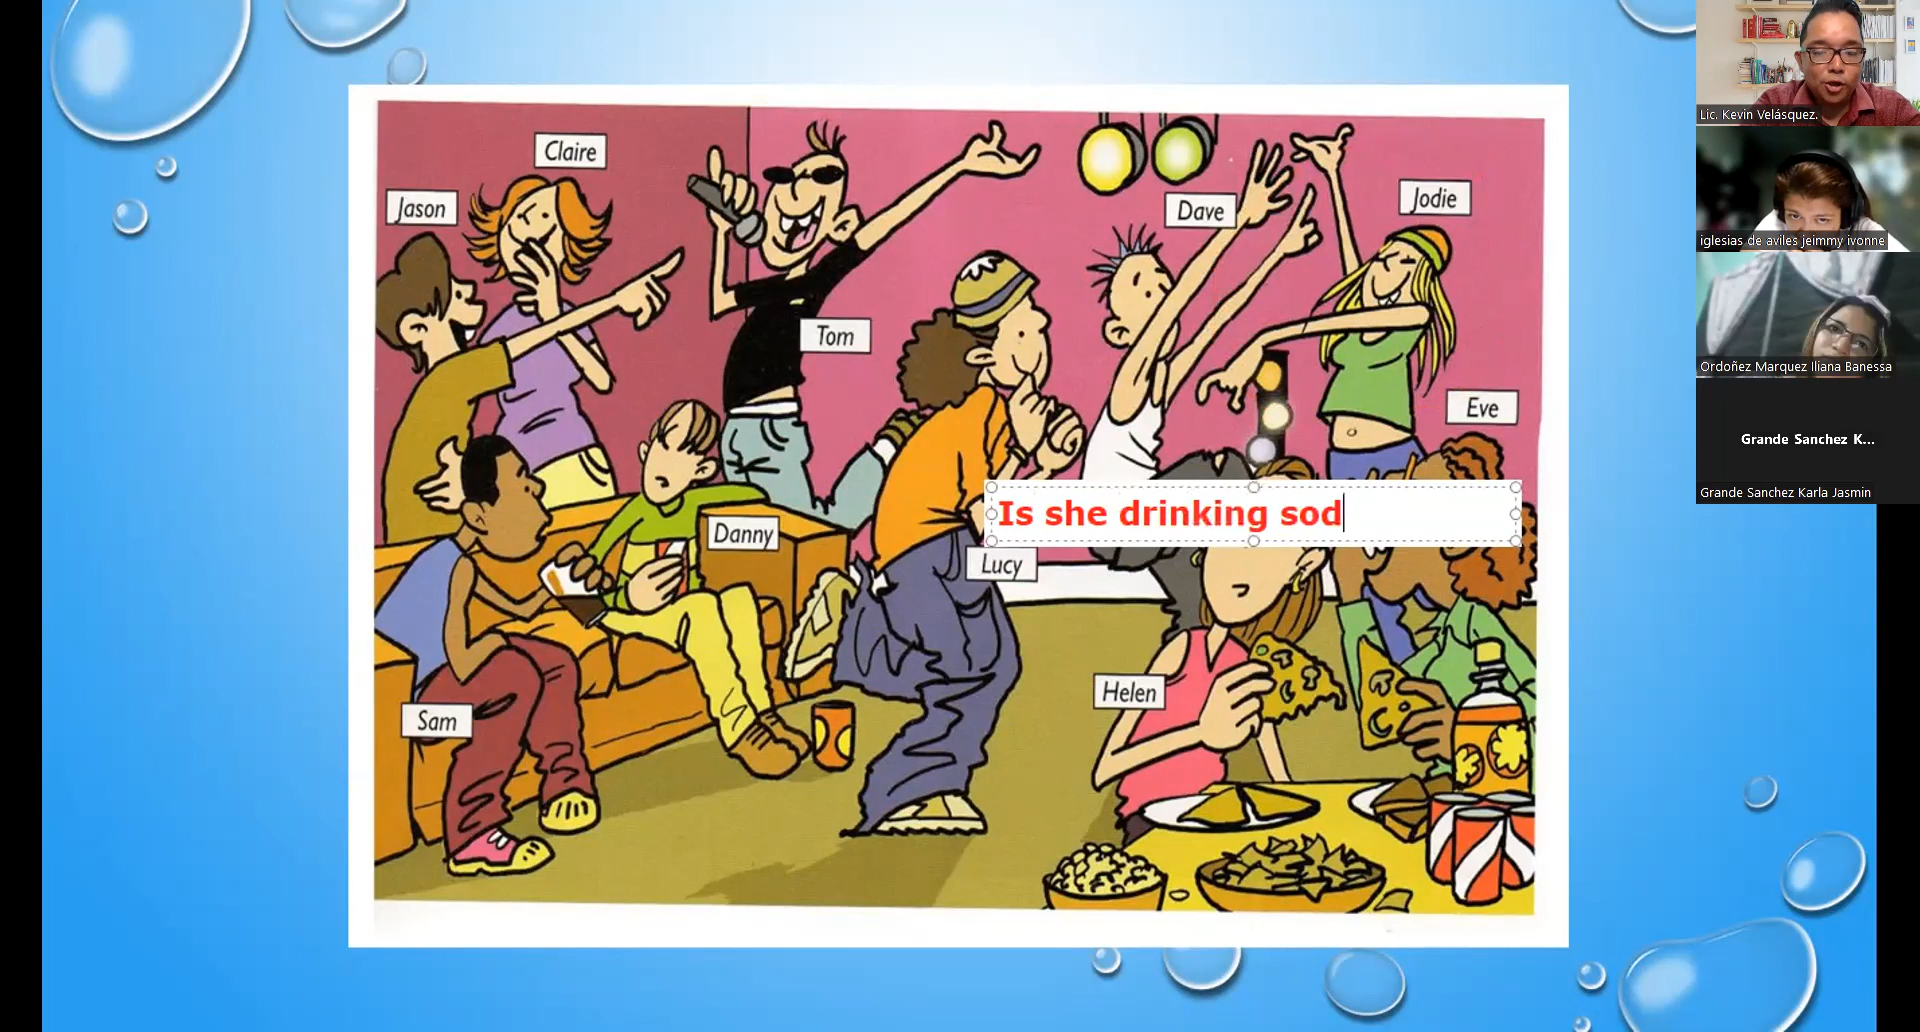 Claire
Jason
Dave
Jodie
Tom
Eve
Is she drinking sod
Danny
Lucy
Helen
Sam
Lic. Kevin Velásquez.
iglesias de aviles jeimmy ivonne
Ordoñez Marquez Iliana Banessa
Grande Sanchez K...
Grande Sanchez Karla Jasmin